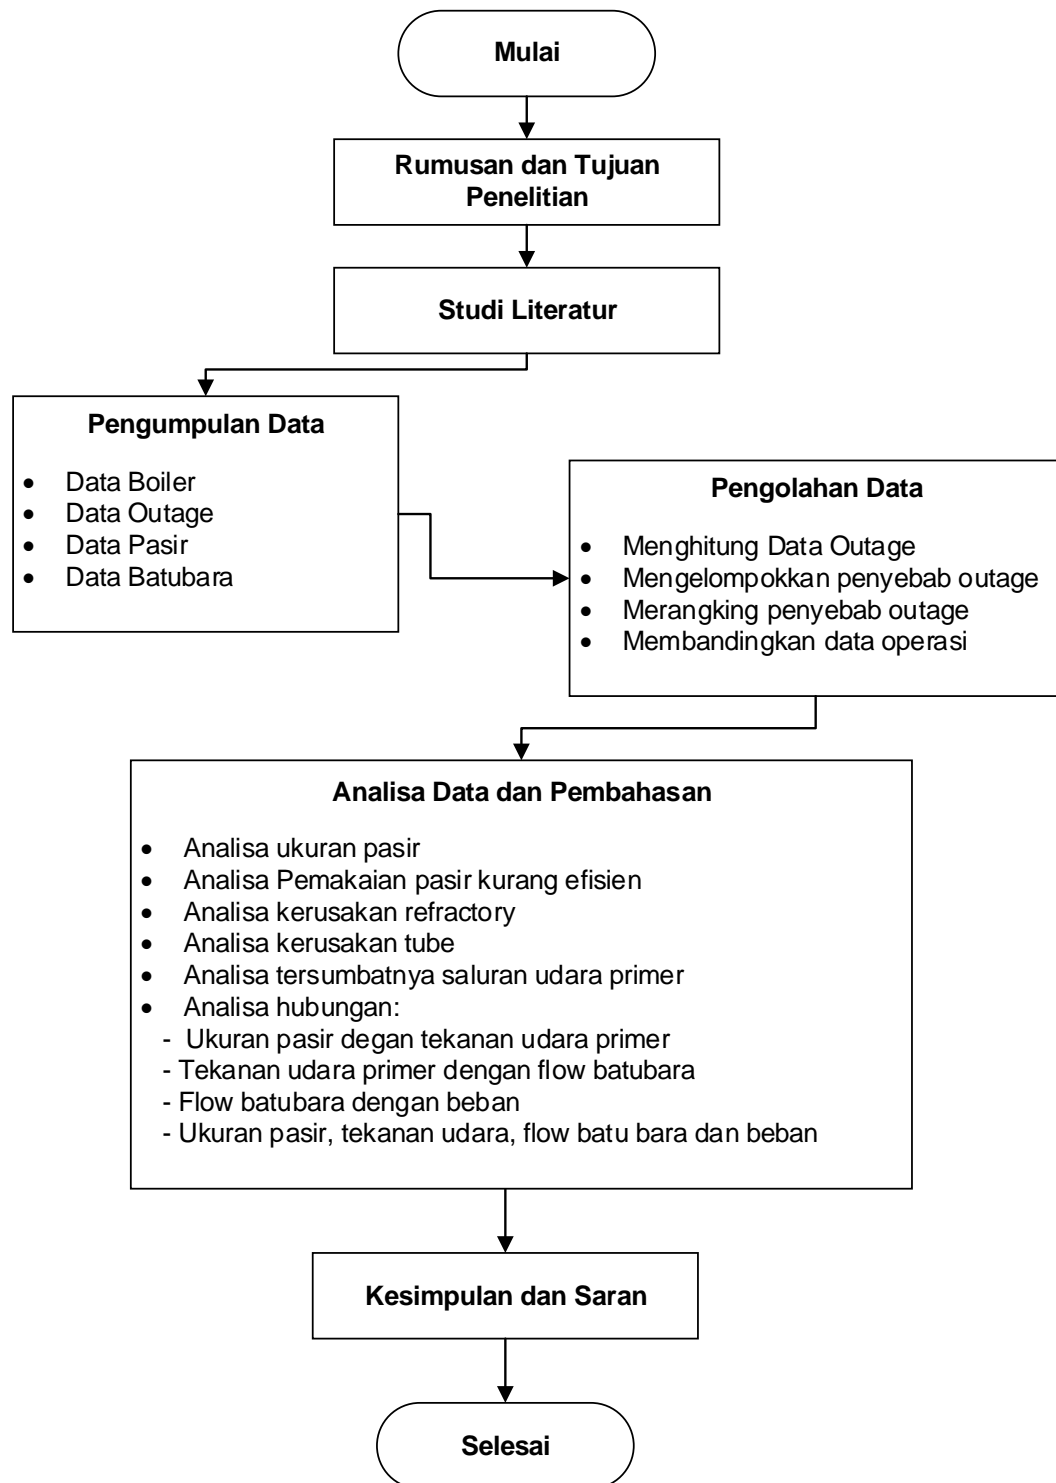 Mulai
Rumusan dan Tujuan
Penelitian
Studi Literatur
Pengumpulan Data
• Data Boiler
• Data Outage
• Data Pasir
• Data Batubara
Pengolahan Data
• Menghitung Data Outage
• Mengelompokkan penyebab outage
• Merangking penyebab outage
• Membandingkan data operasi
Analisa Data dan Pembahasan
• Analisa ukuran pasir
• Analisa Pemakaian pasir kurang efisien
• Analisa kerusakan refractory
• Analisa kerusakan tube
• Analisa tersumbatnya saluran udara primer
• Analisa hubungan:
- Ukuran pasir degan tekanan udara primer
- Tekanan udara primer dengan flow batubara
- Flow batubara dengan beban
- Ukuran pasir, tekanan udara, flow batu bara dan beban
Kesimpulan dan Saran
Selesai